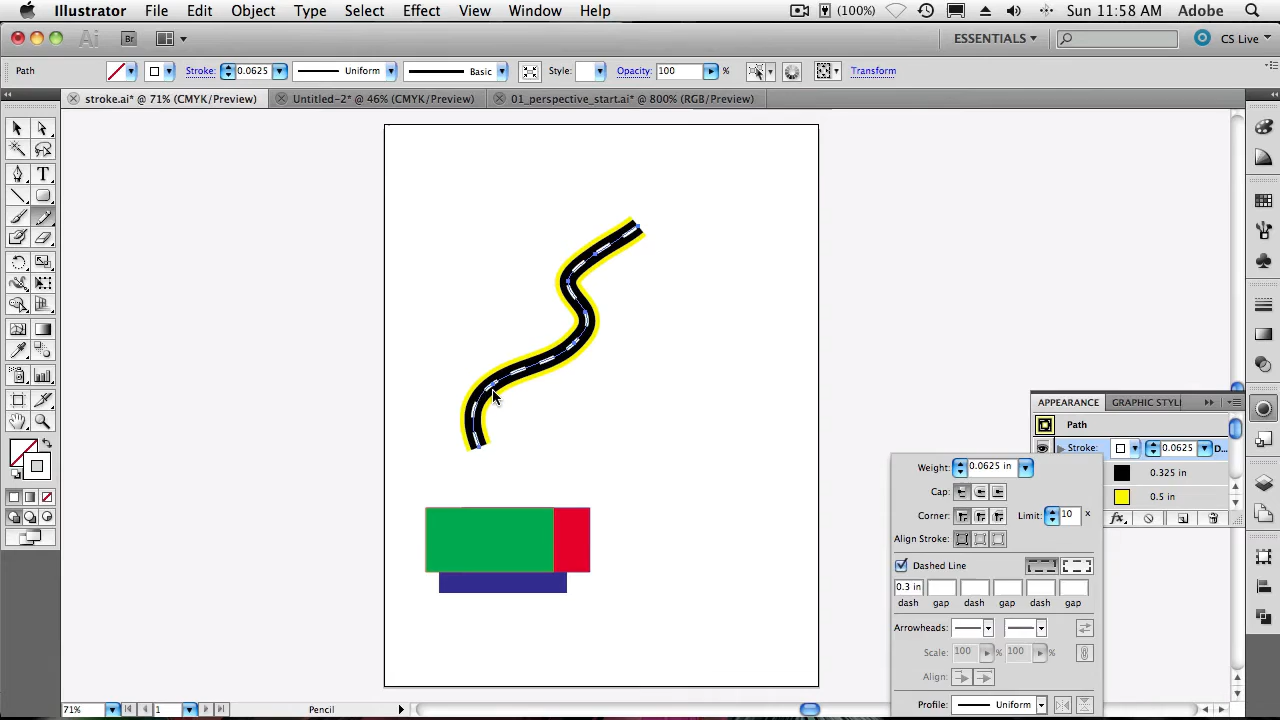 Illustrator File Edit Object Type Select Effect View Window Help (100%) Sun 11:58 AM Adobe
Ai Br ESSENTIALS CS Live
Path Stroke: 0.0625 Uniform Basic Style: Opacity: 100 % Transform
stroke.ai* @ 71% (CMYK/Preview) Untitled-2* @ 46% (CMYK/Preview) 01_perspective_start.ai* @ 800% (RGB/Preview)
T
APPEARANCE GRAPHIC STYL
Path
Stroke: 0.0625 D...
0.325 in
0.5 in
fx
Weight: 0.0625 in
Cap:
Corner: Limit: 10 x
Align Stroke:
Dashed Line
0.3 in
dash gap dash gap dash gap
Arrowheads:
Scale: 100 % 100 %
Align:
Profile: Uniform
71% 1 Pencil